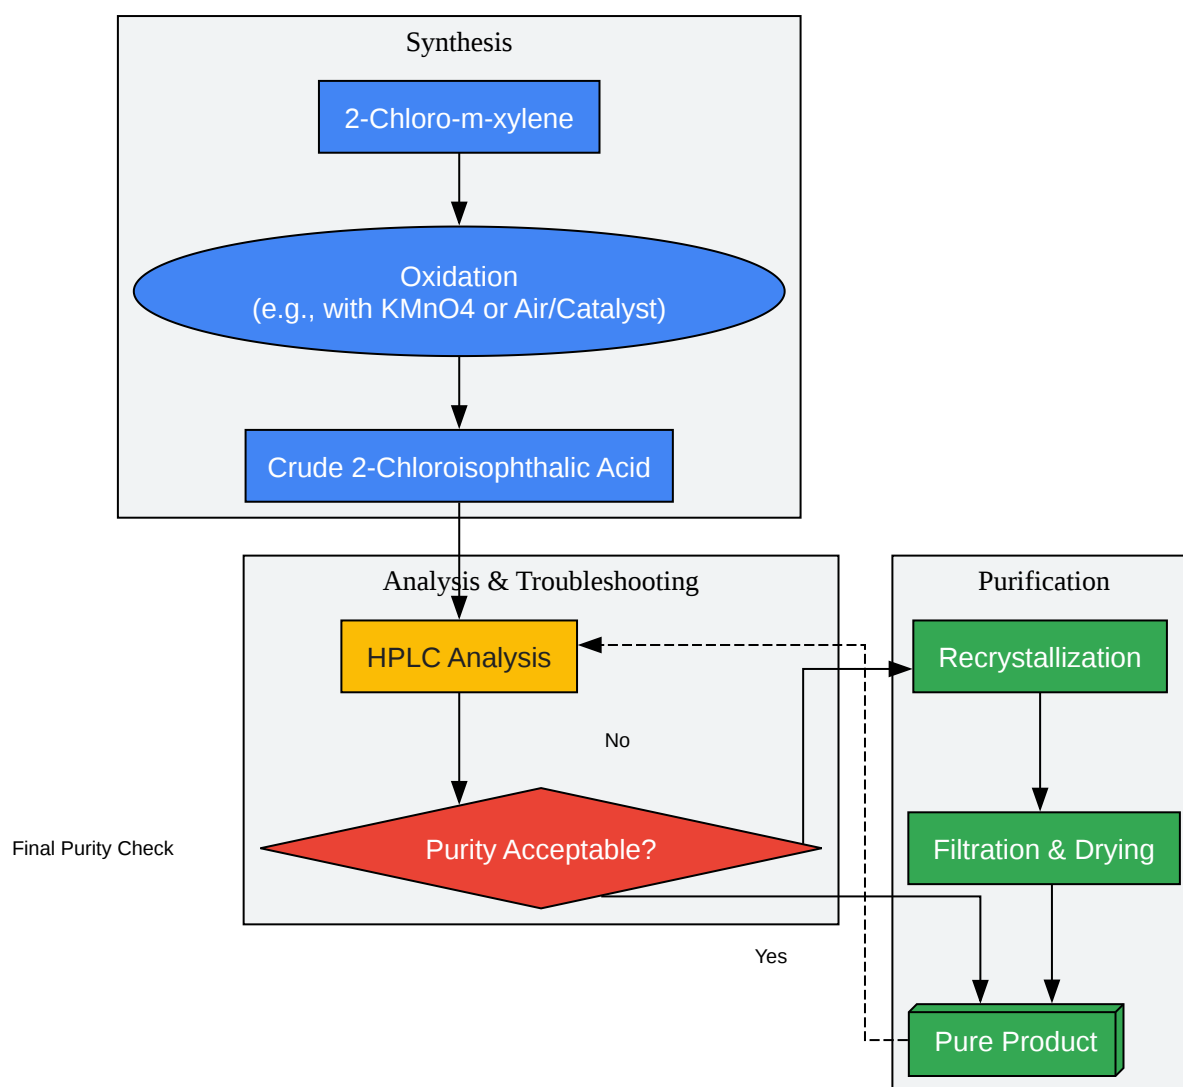 Synthesis
2-Chloro-m-xylene
Oxidation
(e.g., with KMnO4 or Air/Catalyst)
Crude 2-Chloroisophthalic Acid
Analysis & Troubleshooting
Purification
HPLC Analysis
Recrystallization
No
Final Purity Check
Purity Acceptable?
Filtration & Drying
Yes
Pure Product